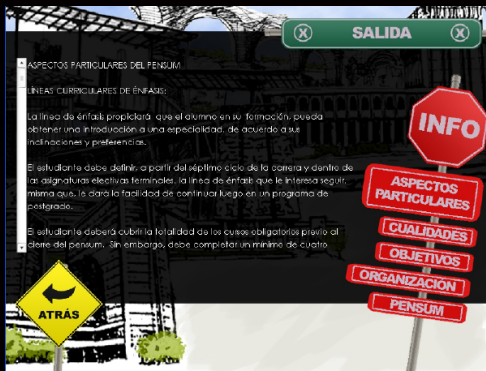 SALIDA
ASPECTOS PARTICULARES DEL PENSUM
LÍNEAS CURRICULARES DE ÉNFASIS:
La línea de énfasis propiciará que el alumno en su formación, pueda
obtener una introducción a una especialidad, de acuerdo a sus
inclinaciones y preferencias.
El estudiante debe definir, a partir del séptimo ciclo de la carrera y dentro de
las asignaturas electivas terminales, la línea de énfasis que le interesa seguir,
misma que, le dará la facilidad de continuar luego en un programa de
postgrado.
El estudiante deberá cubrir la totalidad de los cursos obligatorios previo al
cierre del pensum. Sin embargo, debe completar un mínimo de cuatro
INFO
ASPECTOS
PARTICULARES
CUALIDADES
OBJETIVOS
ORGANIZACIÓN
PENSUM
ATRÁS